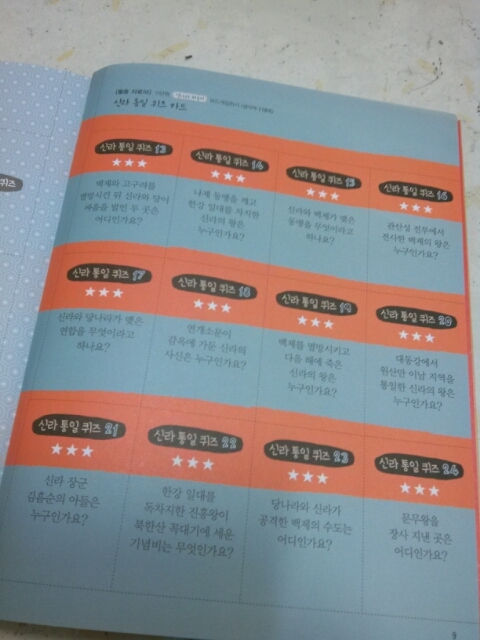 퀴즈
신라 통일 퀴즈 카드
신라 통일 퀴즈 13
백제와 고구려를
멸망시킨 뒤 신라와 당이
싸움을 벌인 두 곳은
어디인가요?
신라 통일 퀴즈 14
나제 동맹을 깨고
한강 일대를 차지한
신라의 왕은
누구인가요?
신라 통일 퀴즈 15
신라와 백제가 맺은
동맹을 무엇이라고
하나요?
신라 통일 퀴즈 16
관산성 전투에서
전사한 백제의 왕은
누구인가요?
신라 통일 퀴즈 17
신라와 당나라가 맺은
연합을 무엇이라고
하나요?
신라 통일 퀴즈 18
연개소문이
감옥에 가둔 신라의
사신은 누구인가요?
신라 통일 퀴즈 19
백제를 멸망시키고
다음 해에 죽은
신라의 왕은
누구인가요?
신라 통일 퀴즈 20
대동강에서
원산만 이남 지역을
통일한 신라의 왕은
누구인가요?
신라 통일 퀴즈 21
신라 장군
김흠순의 아들은
누구인가요?
신라 통일 퀴즈 22
한강 일대를
독차지한 진흥왕이
북한산 꼭대기에 세운
기념비는 무엇인가요?
신라 통일 퀴즈 23
당나라와 신라가
공격한 백제의 수도는
어디인가요?
신라 통일 퀴즈 24
문무왕을
장사 지낸 곳은
어디인가요?
9